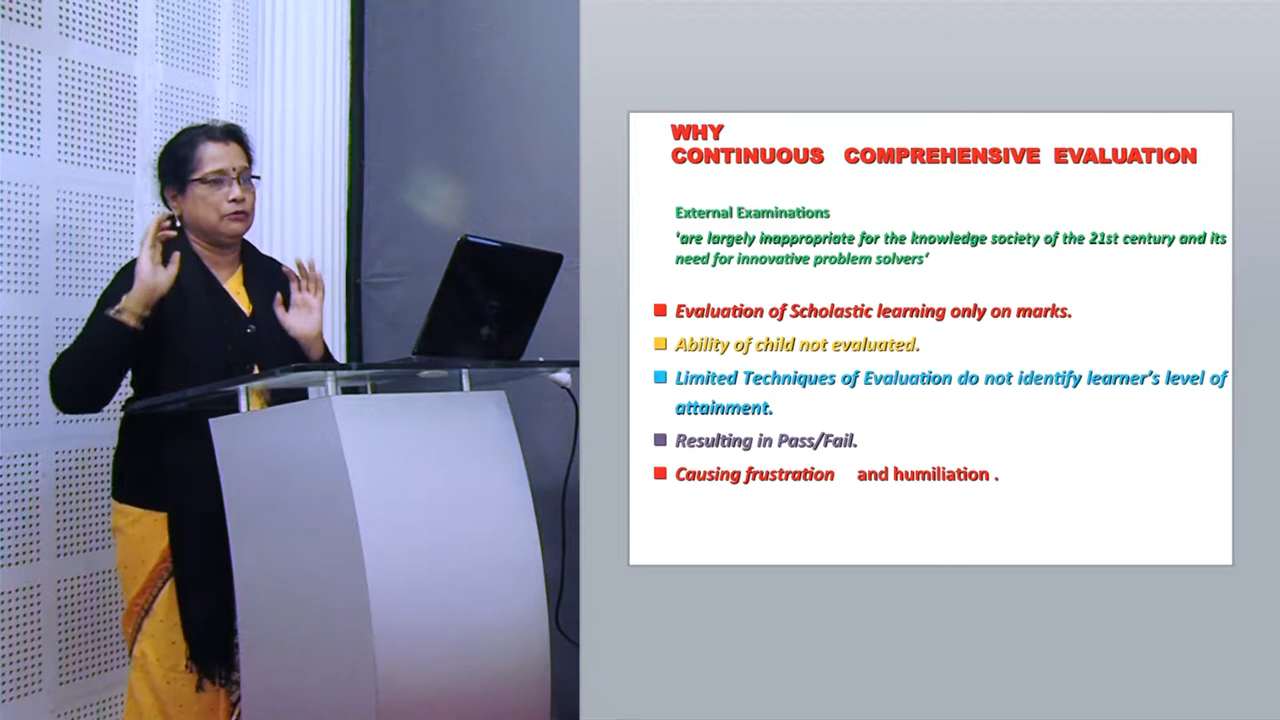 WHY
CONTINUOUS COMPREHENSIVE EVALUATION
External Examinations
'are largely inappropriate for the knowledge society of the 21st century and its
need for innovative problem solvers'
Evaluation of Scholastic learning only on marks.
Ability of child not evaluated.
Limited Techniques of Evaluation do not identify learner's level of
attainment.
Resulting in Pass/Fail.
Causing frustration and humiliation .